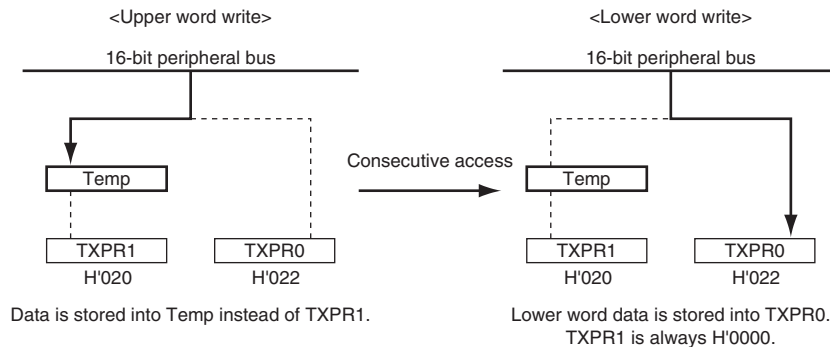 <Upper word write>
16-bit peripheral bus
Temp
TXPR1
TXPR0
H'020
H'022
Data is stored into Temp instead of TXPR1.
Consecutive access
<Lower word write>
16-bit peripheral bus
Temp
TXPR1
TXPR0
H'020
H'022
Lower word data is stored into TXPR0.
TXPR1 is always H'0000.